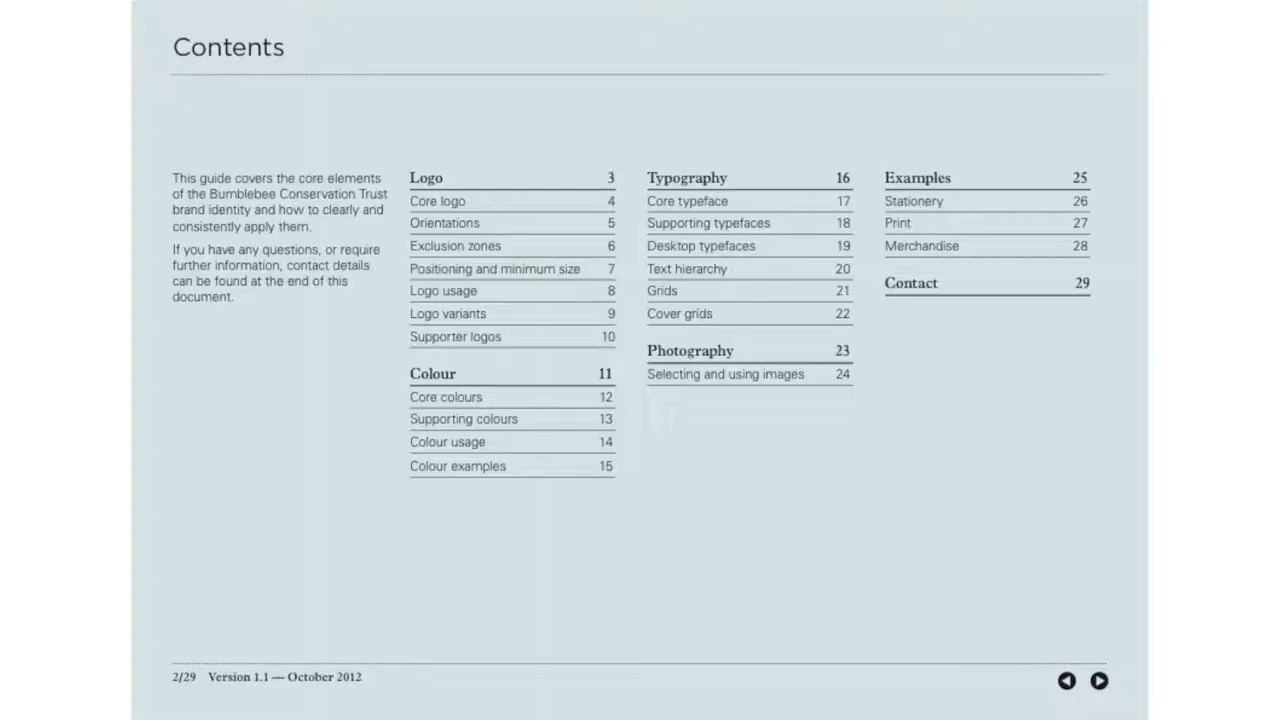 Contents
This guide covers the core elements
of the Bumblebee Conservation Trust
brand identity and how to clearly and
consistently apply them.
If you have any questions, or require
further information, contact details
can be found at the end of this
document.
Logo 3
Core logo 4
Orientations 5
Exclusion zones 6
Positioning and minimum size 7
Logo usage 8
Logo variants 9
Supporter logos 10
Colour 11
Core colours 12
Supporting colours 13
Colour usage 14
Colour examples 15
Typography 16
Core typeface 17
Supporting typefaces 18
Desktop typefaces 19
Text hierarchy 20
Grids 21
Cover grids 22
Photography 23
Selecting and using images 24
Examples 25
Stationery 26
Print 27
Merchandise 28
Contact 29
2/29 Version 1.1 — October 2012